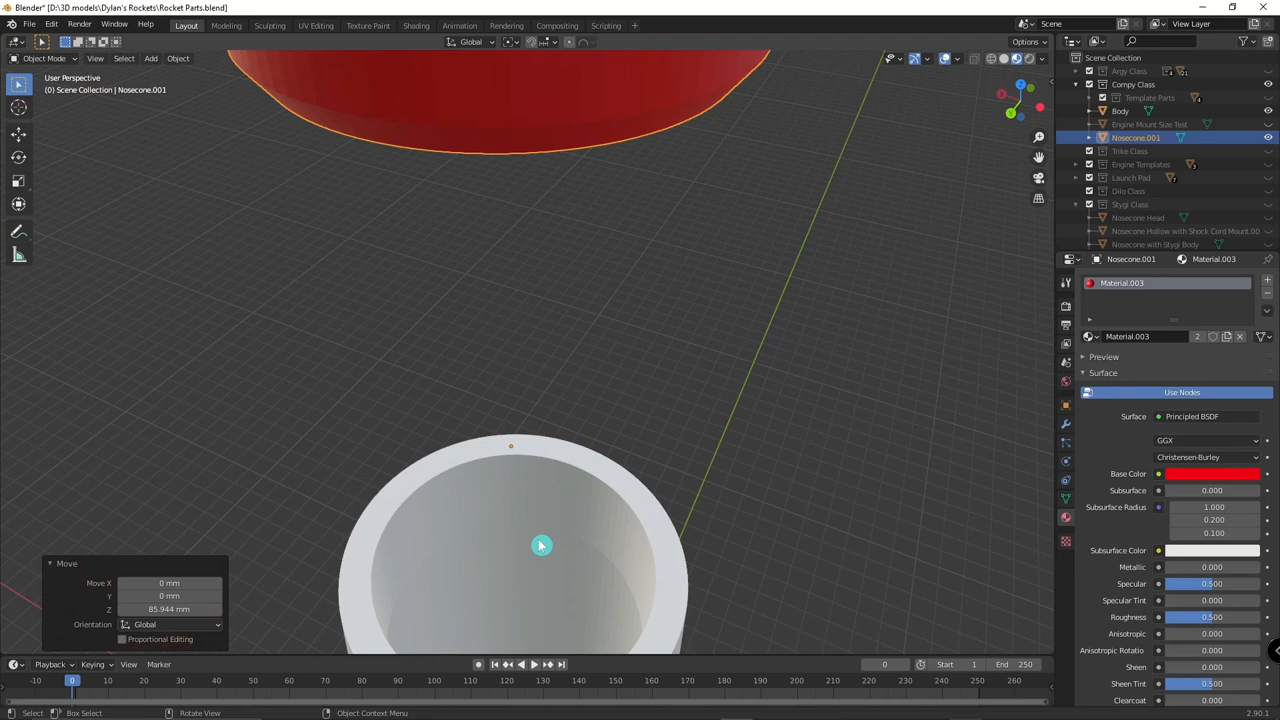 Blender* [D:\3D models\Dylan's Rockets\Rocket Parts.blend]
File Edit Render Window Help Layout Modeling Sculpting UV Editing Texture Paint Shading Animation Rendering Compositing Scripting + Scene View Layer
Global Options
Object Mode View Select Add Object
User Perspective
(0) Scene Collection | Nosecone.001
Scene Collection
Argy Class 4 21
Compy Class
Template Parts 4
Body
Engine Mount Size Test
Nosecone.001
Trike Class
Engine Templates 3
Launch Pad 7
Dilo Class
Stygi Class
Nosecone Head
Nosecone Hollow with Shock Cord Mount.00
Nosecone with Stygi Body
Nosecone.001 Material.003
Material.003
Material.003 2
Preview
Surface
Use Nodes
Surface Principled BSDF
GGX
Christensen-Burley
Base Color
Subsurface 0.000
Subsurface Radius 1.000
0.200
0.100
Subsurface Color
Metallic 0.000
Specular 0.500
Specular Tint 0.000
Roughness 0.500
Anisotropic 0.000
Anisotropic Rotatio 0.000
Sheen 0.000
Sheen Tint 0.500
Clearcoat 0.000
Move
Move X 0 mm
Y 0 mm
Z 85.944 mm
Orientation Global
Proportional Editing
Playback Keying View Marker 0 Start 1 End 250
-10 0 10 20 30 40 50 60 70 80 90 100 110 120 130 140 150 160 170 180 190 200 210 220 230 240 250 260
Select Box Select Rotate View Object Context Menu 2.90.1